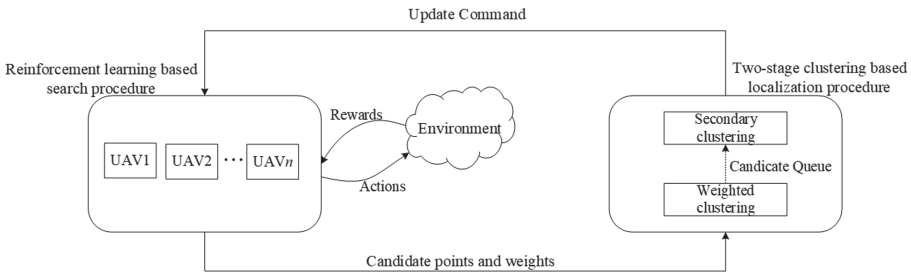 Update Command
Reinforcement learning based
search procedure
Two-stage clustering based
localization procedure
Rewards
Environment
UAV1
UAV2
···
UAVn
Actions
Secondary
clustering
Candicate Queue
Weighted
clustering
Candidate points and weights